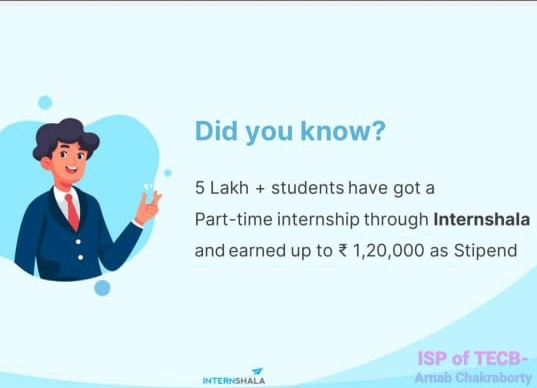 Did you know?
5 Lakh + students have got a
Part-time internship through Internshala
and earned up to ₹ 1,20,000 as Stipend
ISP of TECB-
Arnab Chakraborty
INTERNSHALA